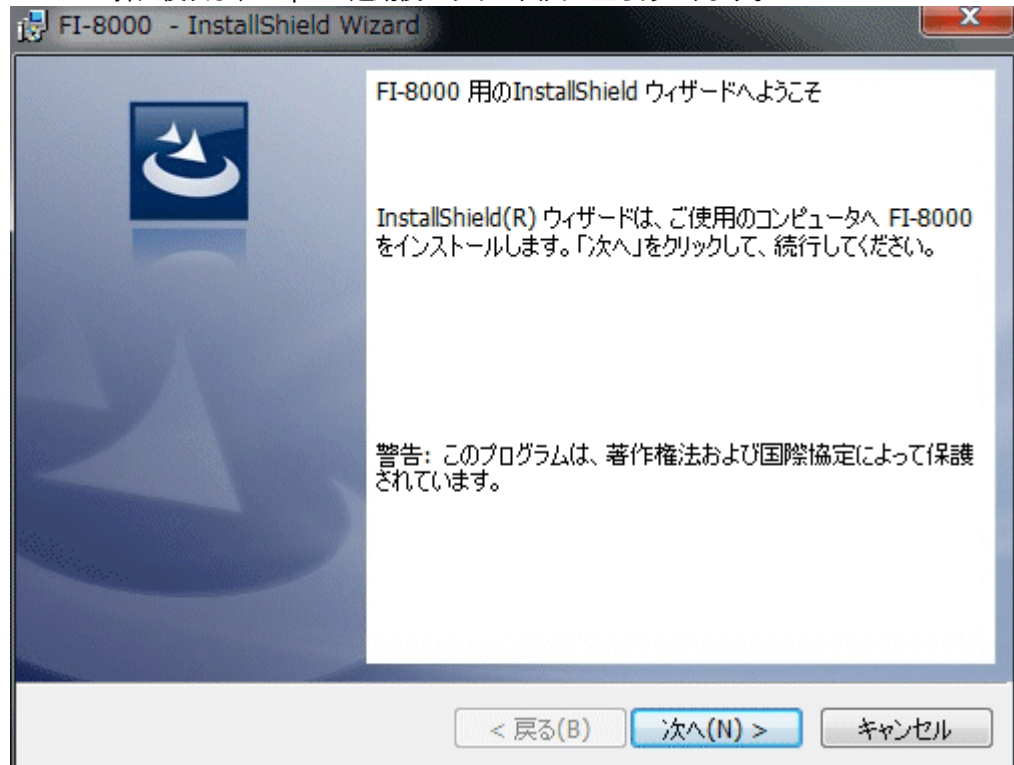 FI-8000 - InstallShield Wizard
FI-8000 用のInstallShield ウィザードへようこそ
InstallShield(R) ウィザードは、ご使用のコンピュータへ FI-8000
をインストールします。「次へ」をクリックして、続行してください。
警告: このプログラムは、著作権法および国際協定によって保護
されています。
< 戻る(B)
次へ(N) >
キャンセル